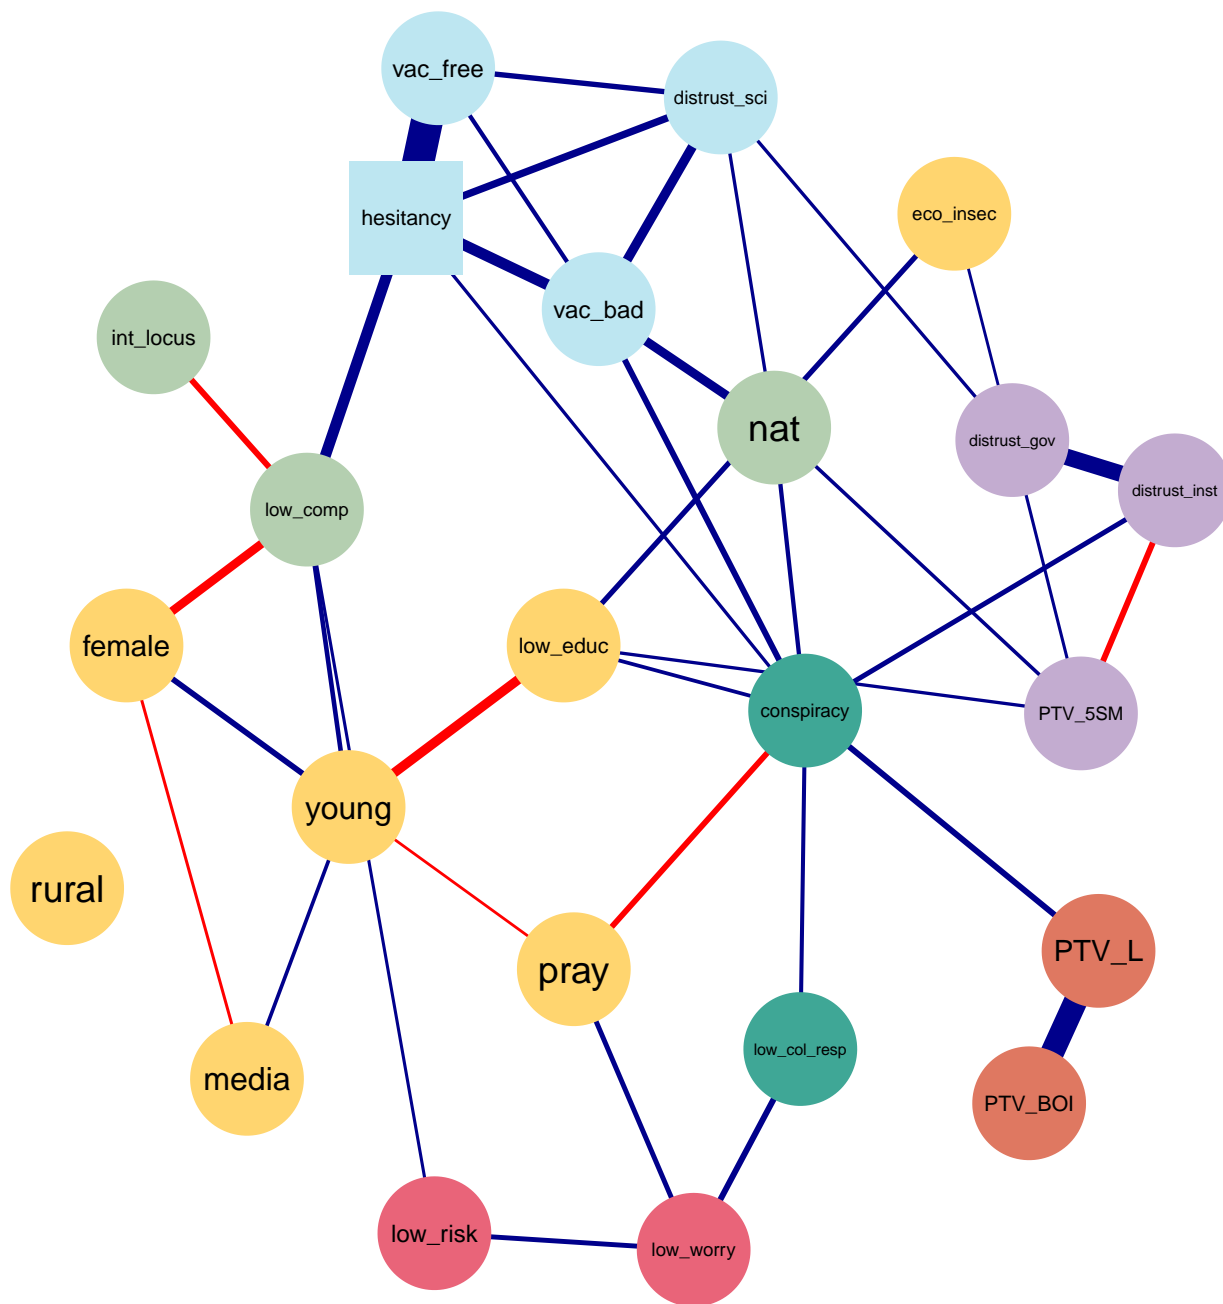 vac_free
distrust_sci
hesitancy
eco_insec
vac_bad
int_locus
nat
distrust_gov
distrust_inst
low_comp
female
low_educ
conspiracy
PTV_5SM
young
rural
pray
PTV_L
low_col_resp
media
PTV_BOI
low_risk
low_worry